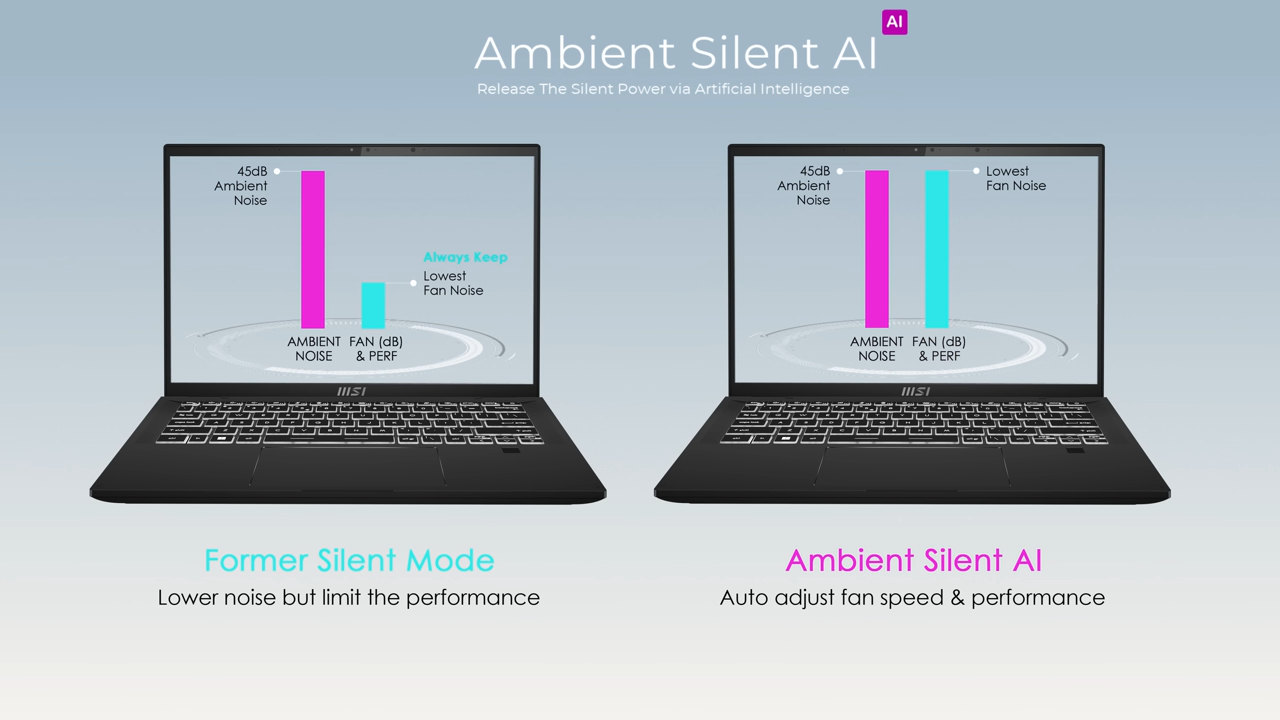 AI
Ambient Silent AI
Release The Silent Power via Artificial Intelligence
45dB
Ambient
Noise
Always Keep
Lowest
Fan Noise
AMBIENT
NOISE
FAN (dB)
& PERF
msi
45dB
Ambient
Noise
Lowest
Fan Noise
AMBIENT
NOISE
FAN (dB)
& PERF
msi
Former Silent Mode
Lower noise but limit the performance
Ambient Silent AI
Auto adjust fan speed & performance